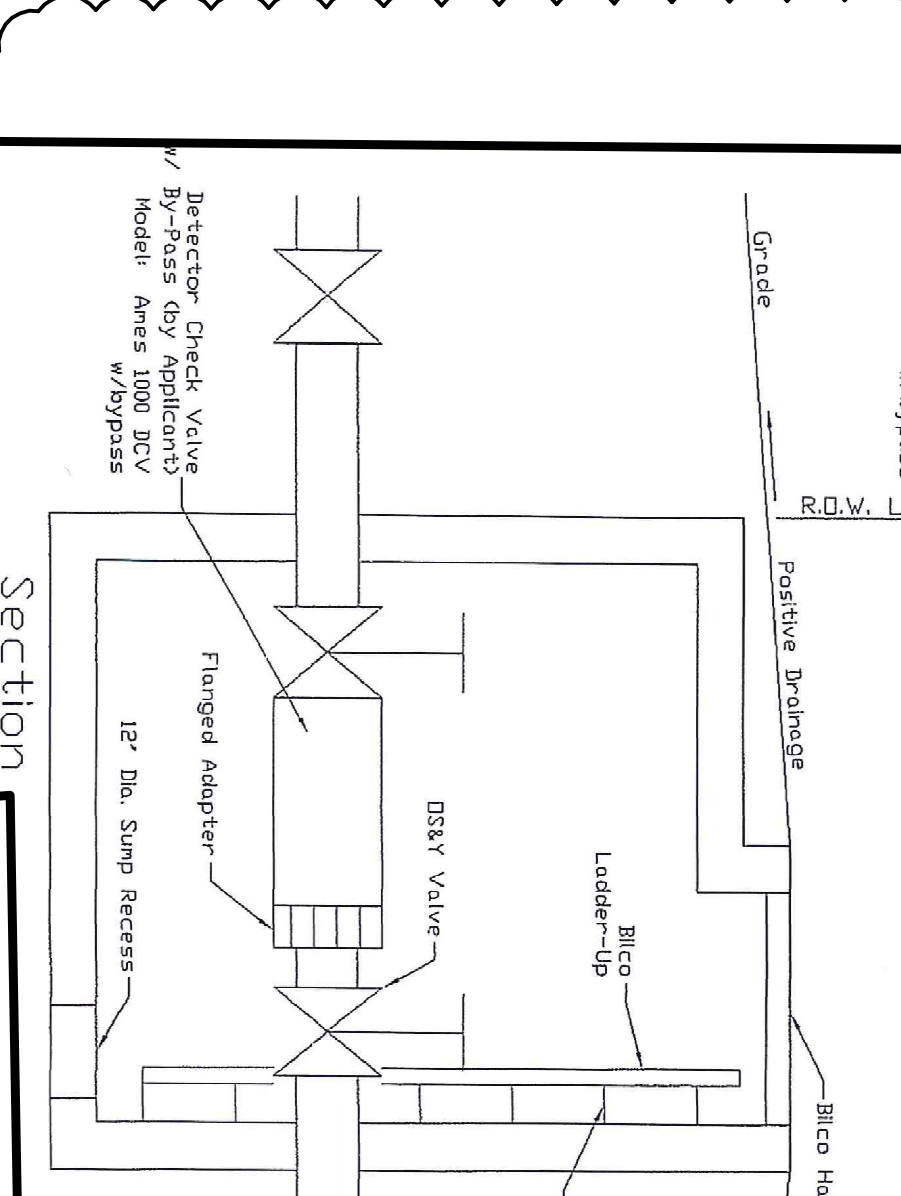 Grade
R.O.W. L
Positive Drainage
Detector Check Valve
w/ By-Pass (by Applicant)
Model: Ames 1000 DCV
w/bypass
OS&Y Valve
Bilco
Ladder-Up
Flanged Adapter
12" Dia. Sump Recess
Bilco Ha
Section